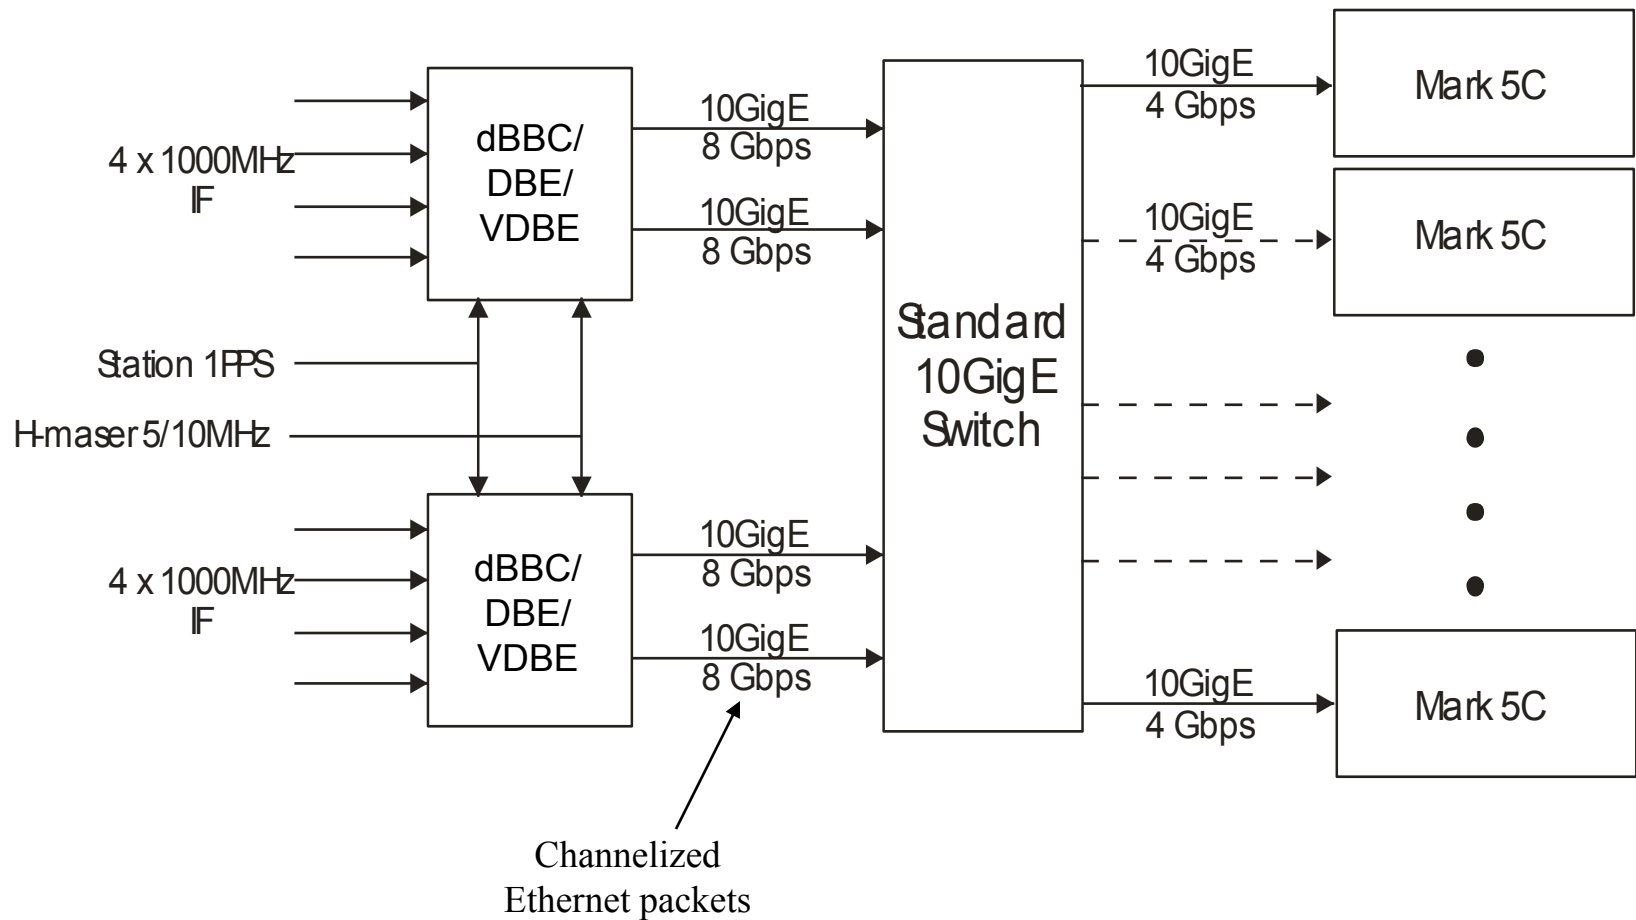 4 x 1000MHz
IF
dBBC/
DBE/
VDBE
10GigE
8 Gbps
10GigE
8 Gbps
Station 1PPS
H-maser 5/10MHz
4 x 1000MHz
IF
dBBC/
DBE/
VDBE
10GigE
8 Gbps
10GigE
8 Gbps
Channelized
Ethernet packets
Standard
10GigE
Switch
10GigE
4 Gbps
Mark 5C
10GigE
4 Gbps
Mark 5C
10GigE
4 Gbps
Mark 5C